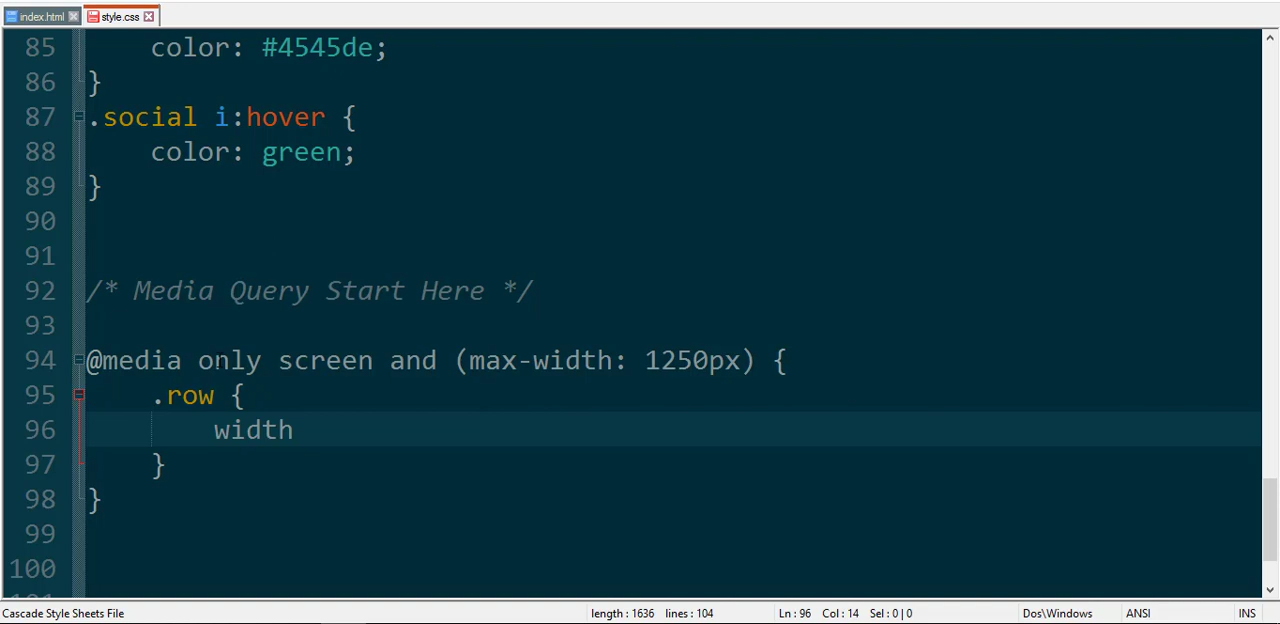 index.html style.css
85 color: #4545de;
86 }
87 .social i:hover {
88 color: green;
89 }
90
91
92 /* Media Query Start Here */
93
94 @media only screen and (max-width: 1250px) {
95 .row {
96 width
97 }
98 }
99
100
Cascade Style Sheets File length : 1636 lines : 104 Ln : 96 Col : 14 Sel : 0 | 0 Dos\Windows ANSI INS